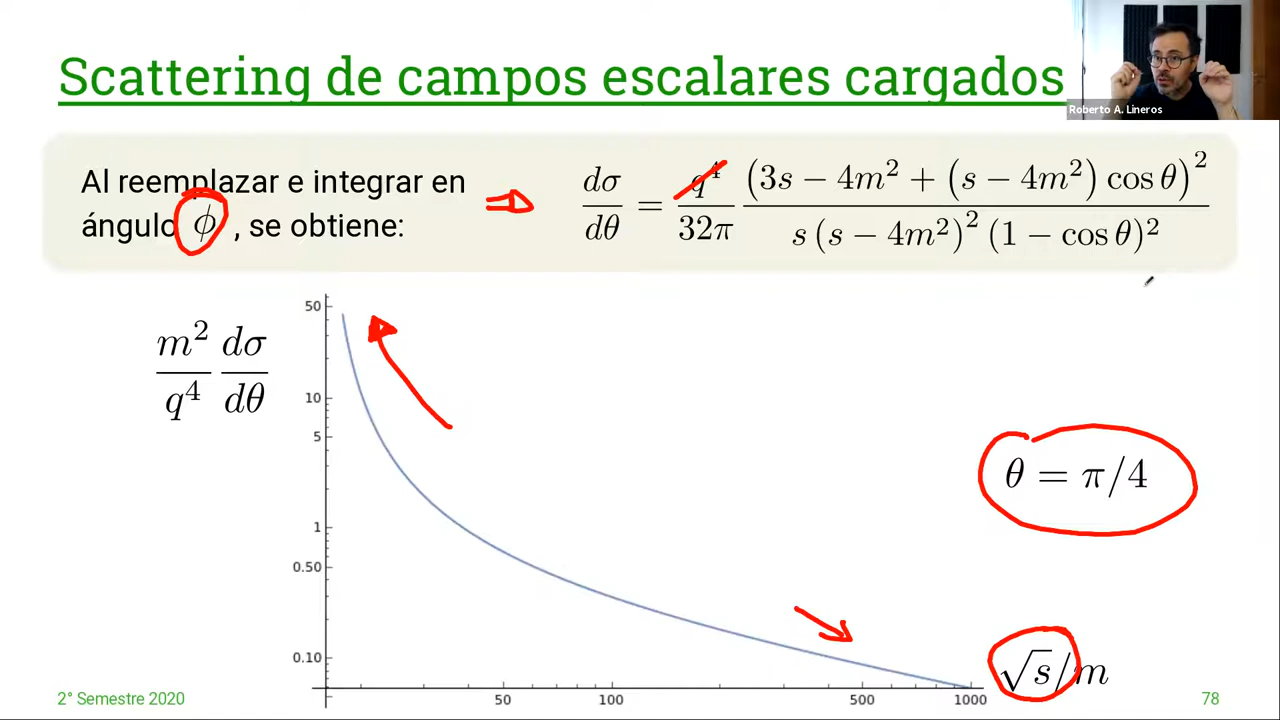 Scattering de campos escalares cargados
Roberto A. Lineros
Al reemplazar e integrar en
ángulo ϕ , se obtiene:
dσ/dθ = q⁴/32π (3s − 4m² + (s − 4m²) cos θ)² / s (s − 4m²)² (1 − cos θ)²
m²/q⁴ dσ/dθ
50
10
5
1
0.50
0.10
θ = π/4
50 100 500 1000
√s/m
2° Semestre 2020
78